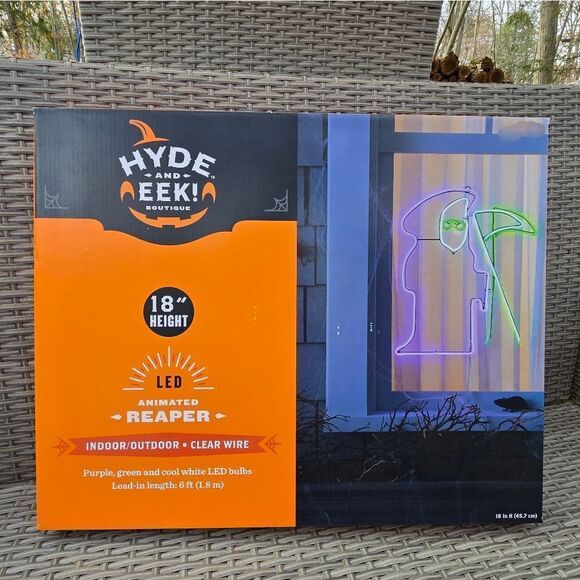 HYDE
AND
EEK!™
BOUTIQUE
18"
HEIGHT
LED
ANIMATED
REAPER
INDOOR/OUTDOOR • CLEAR WIRE
Purple, green and cool white LED bulbs
Lead-in length: 6 ft (1.8 m)
18 in H (45.7 cm)